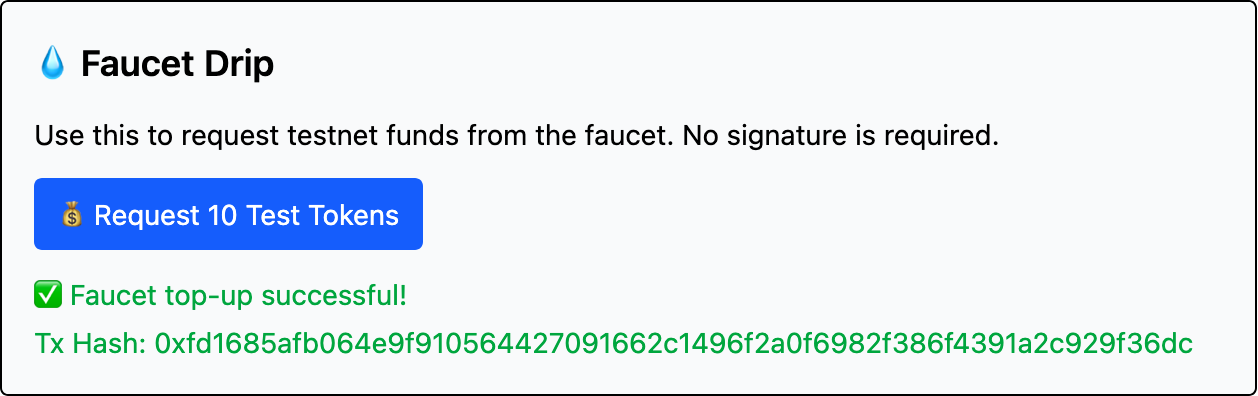 💧 Faucet Drip
Use this to request testnet funds from the faucet. No signature is required.
💰 Request 10 Test Tokens
✅ Faucet top-up successful!
Tx Hash: 0xfd1685afb064e9f910564427091662c1496f2a0f6982f386f4391a2c929f36dc